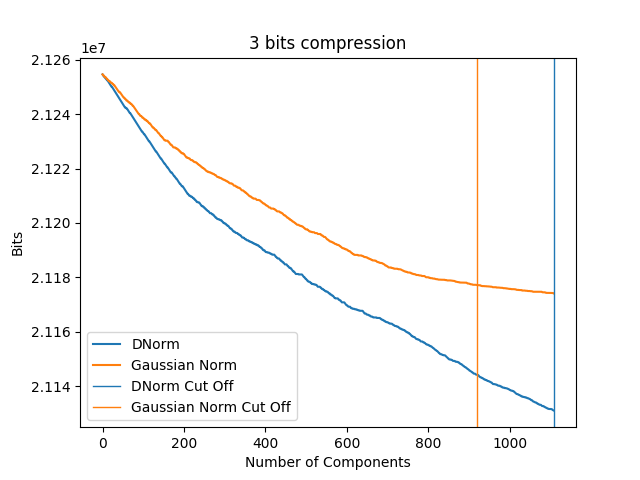 3 bits compression
1e7
2.126
2.124
2.122
2.120
2.118
2.116
2.114
Bits
DNorm
Gaussian Norm
DNorm Cut Off
Gaussian Norm Cut Off
0 200 400 600 800 1000
Number of Components